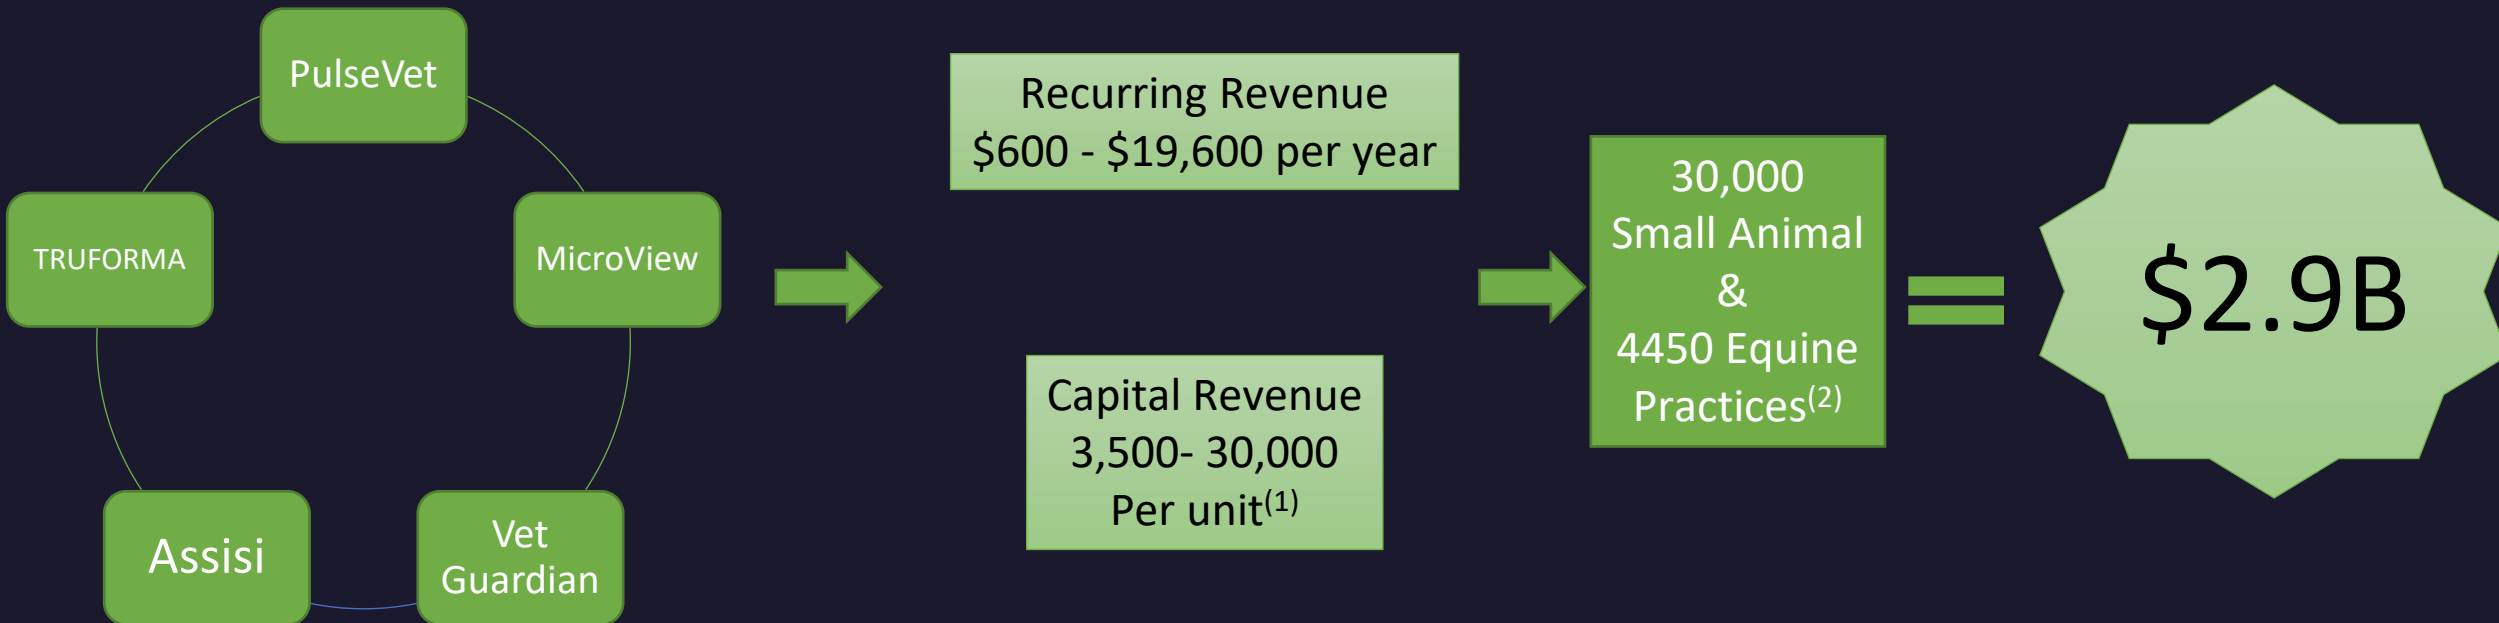 PulseVet
TRUFORMA
MicroView
Assisi
Vet
Guardian
Recurring Revenue
$600 - $19,600 per year
Capital Revenue
3,500- 30,000
Per unit(1)
30,000
Small Animal
&
4450 Equine
Practices(2)
$2.9B